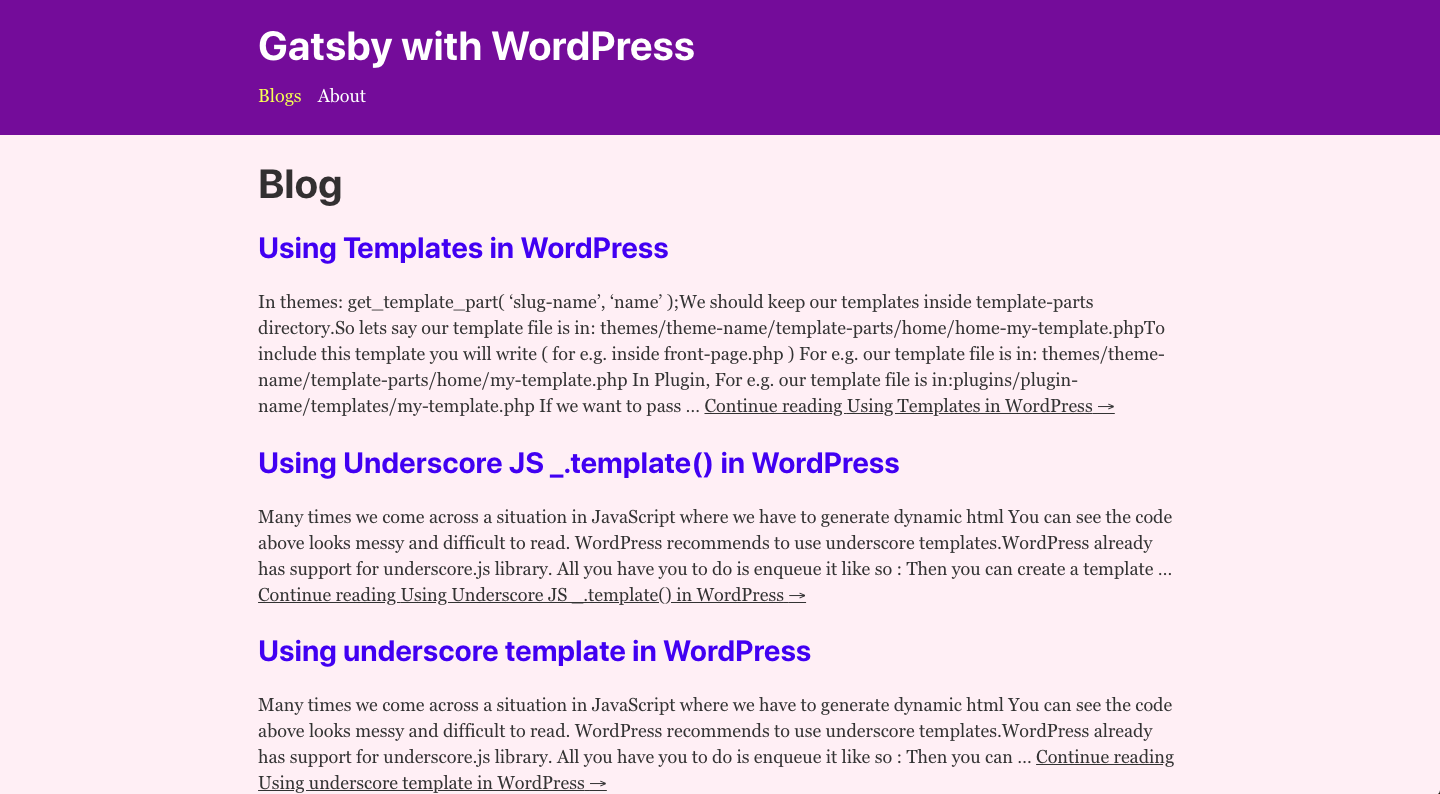 Gatsby with WordPress
Blogs About
Blog
Using Templates in WordPress
In themes: get_template_part( ‘slug-name’, ‘name’ );We should keep our templates inside template-parts
directory.So lets say our template file is in: themes/theme-name/template-parts/home/home-my-template.phpTo
include this template you will write ( for e.g. inside front-page.php ) For e.g. our template file is in: themes/theme-
name/template-parts/home/my-template.php In Plugin, For e.g. our template file is in:plugins/plugin-
name/templates/my-template.php If we want to pass … Continue reading Using Templates in WordPress →
Using Underscore JS _.template() in WordPress
Many times we come across a situation in JavaScript where we have to generate dynamic html You can see the code
above looks messy and difficult to read. WordPress recommends to use underscore templates.WordPress already
has support for underscore.js library. All you have you to do is enqueue it like so : Then you can create a template …
Continue reading Using Underscore JS _.template() in WordPress →
Using underscore template in WordPress
Many times we come across a situation in JavaScript where we have to generate dynamic html You can see the code
above looks messy and difficult to read. WordPress recommends to use underscore templates.WordPress already
has support for underscore.js library. All you have you to do is enqueue it like so : Then you can … Continue reading
Using underscore template in WordPress →